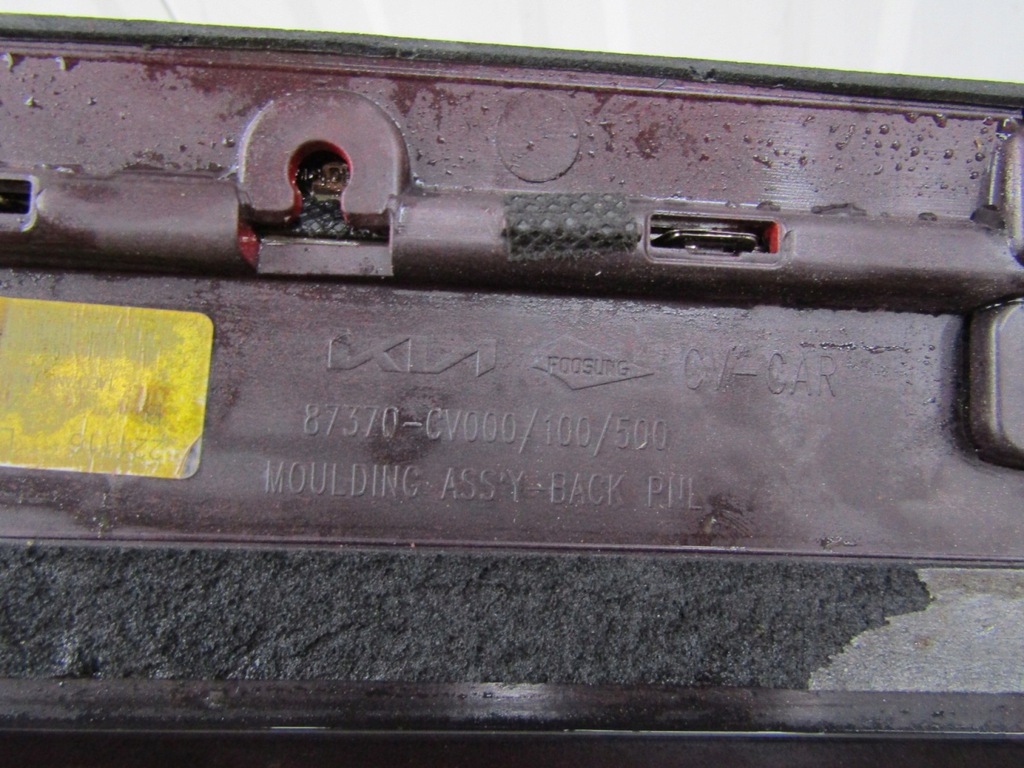 KIA FOOSUNG CV-CAR
87370-CV000/100/500
MOULDING ASS'Y-BACK PNL